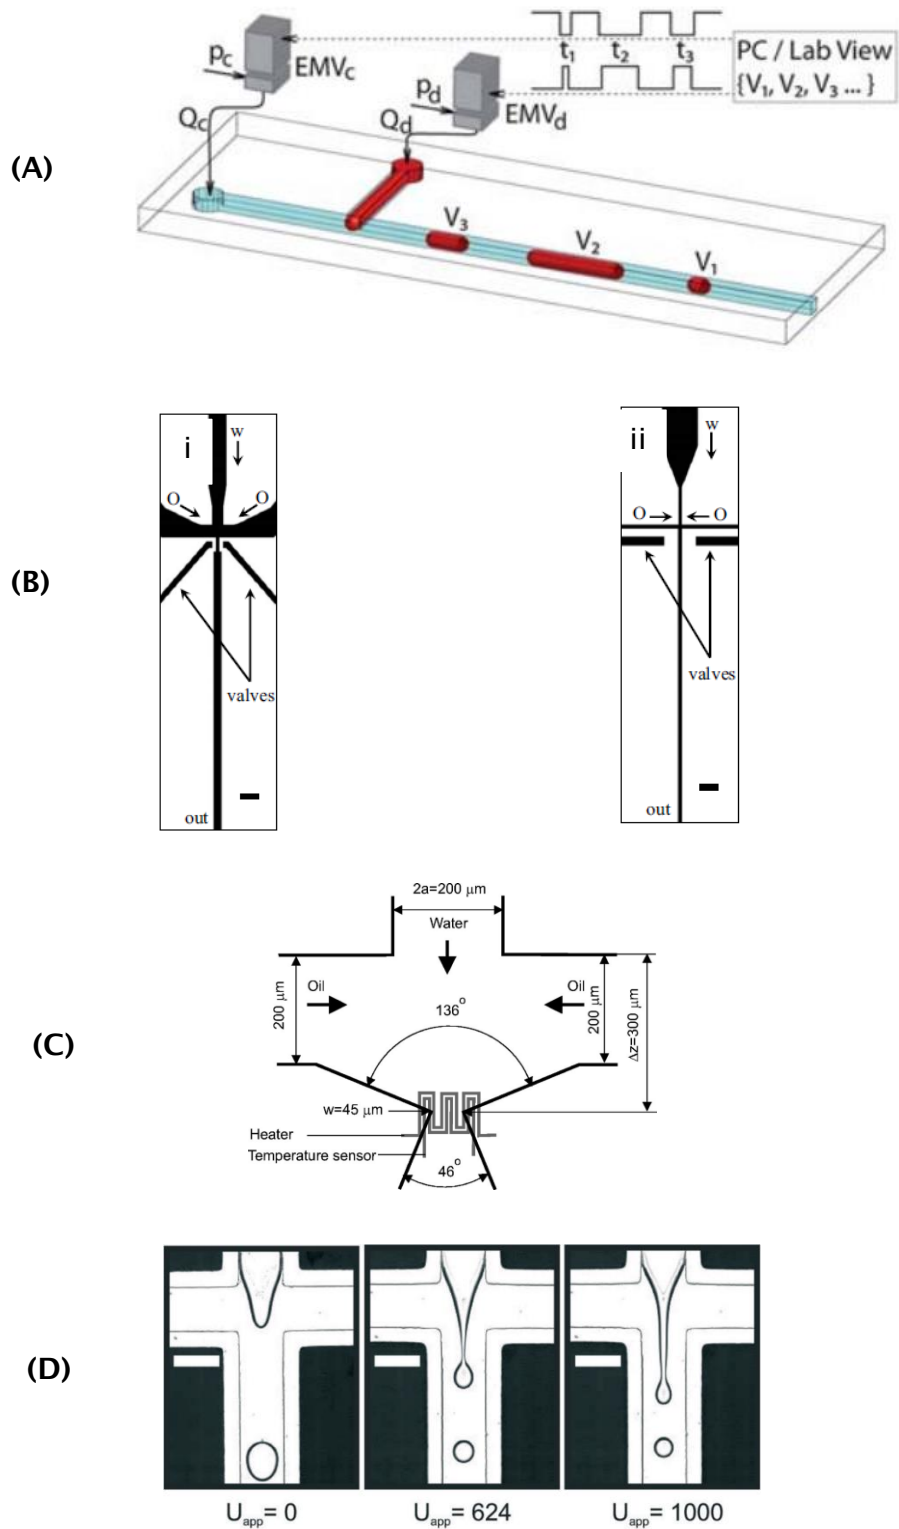 (A)
p_c
EMV_c
Q_c
p_d
EMV_d
Q_d
t_1 t_2 t_3
PC / Lab View
{V_1, V_2, V_3 ... }
V_3
V_2
V_1
(B)
i
w
O O
valves
out
ii
w
O O
valves
out
(C)
2a=200 μm
Water
200 μm
Oil
136°
Oil
200 μm
Δz=300 μm
w=45 μm
Heater
Temperature sensor
46°
(D)
U_app= 0
U_app= 624
U_app= 1000